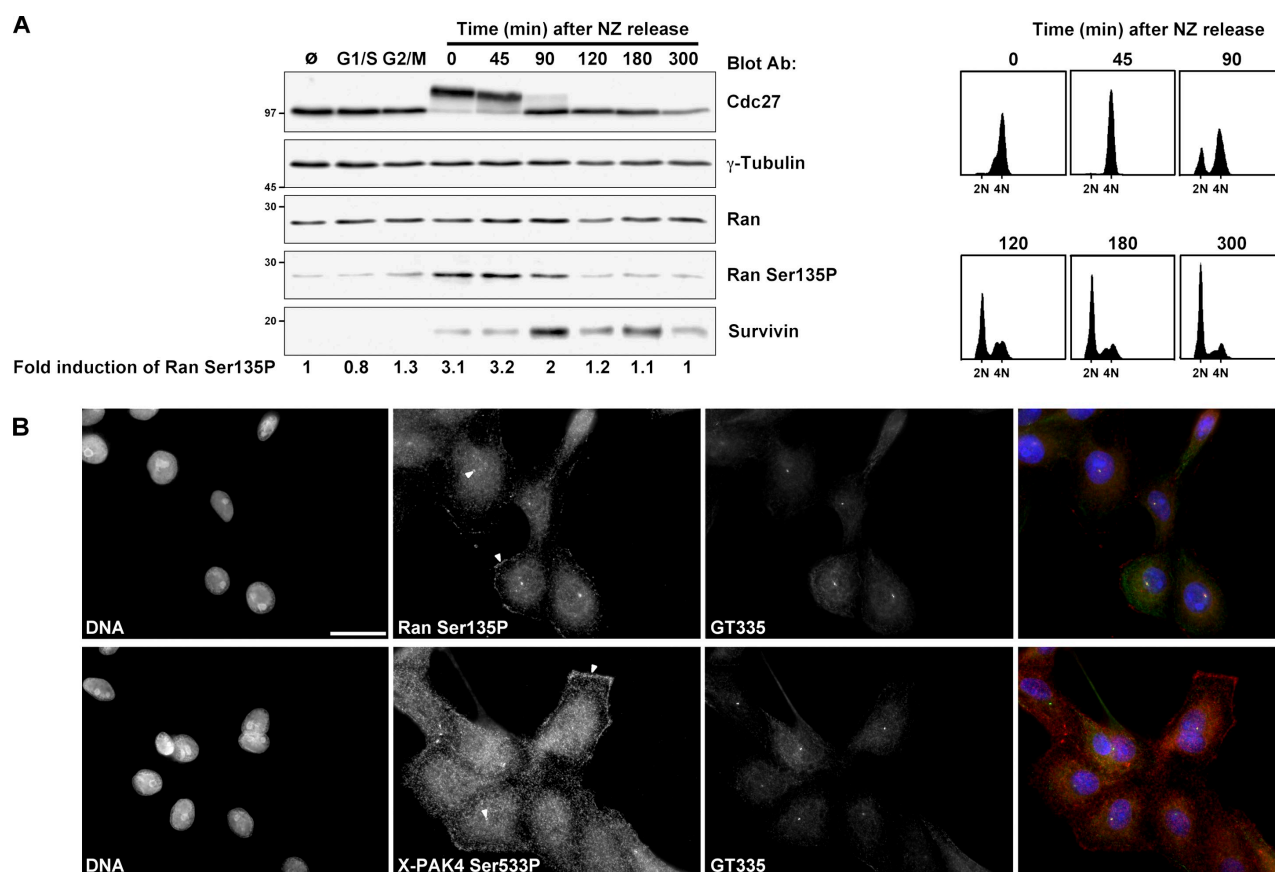 A
Time (min) after NZ release
Ø G1/S G2/M 0 45 90 120 180 300 Blot Ab:
97 Cdc27
γ-Tubulin
45
30
Ran
30
Ran Ser135P
20
Survivin
Fold induction of Ran Ser135P 1 0.8 1.3 3.1 3.2 2 1.2 1.1 1
Time (min) after NZ release
0 45 90
2N 4N 2N 4N 2N 4N
120 180 300
2N 4N 2N 4N 2N 4N
B
DNA Ran Ser135P GT335
DNA X-PAK4 Ser533P GT335